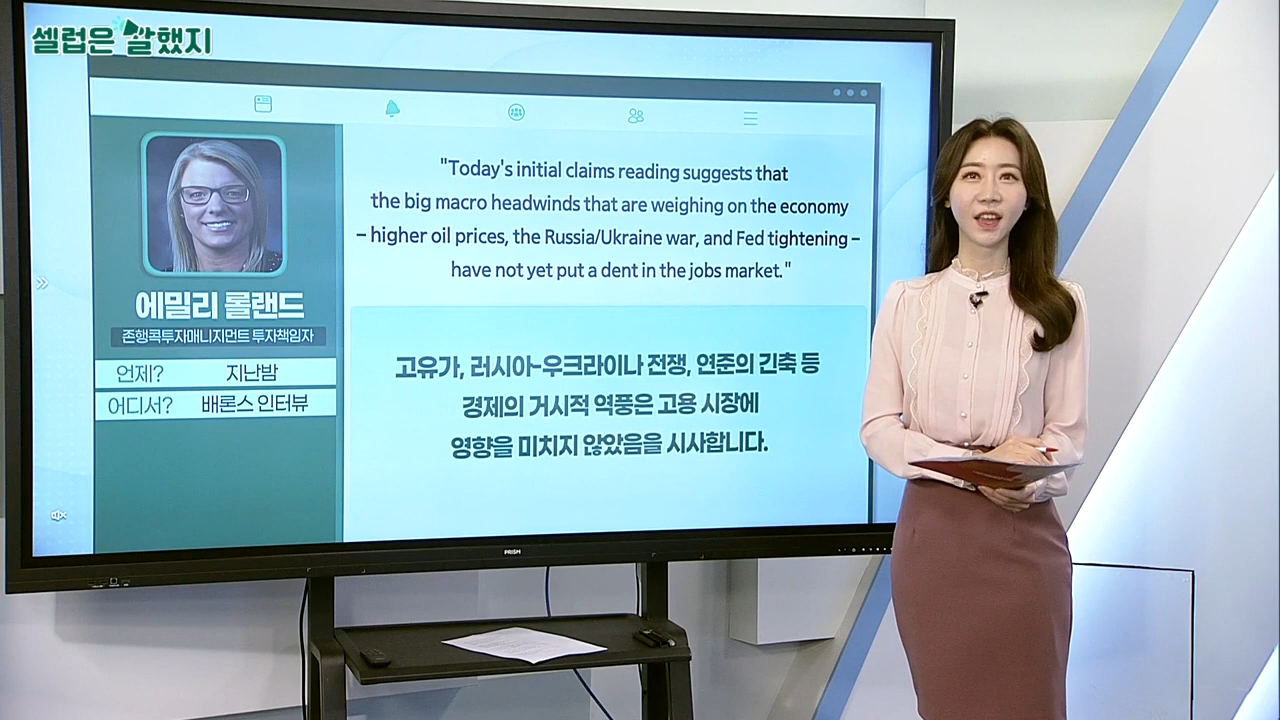 셀럽은 쌀했지
에밀리 롤랜드
존행콕투자매니지먼트 투자책임자
언제? 지난밤
어디서? 배론스 인터뷰
"Today's initial claims reading suggests that
the big macro headwinds that are weighing on the economy
– higher oil prices, the Russia/Ukraine war, and Fed tightening –
have not yet put a dent in the jobs market."
고유가, 러시아-우크라이나 전쟁, 연준의 긴축 등
경제의 거시적 역풍은 고용 시장에
영향을 미치지 않았음을 시사합니다.
PRISM